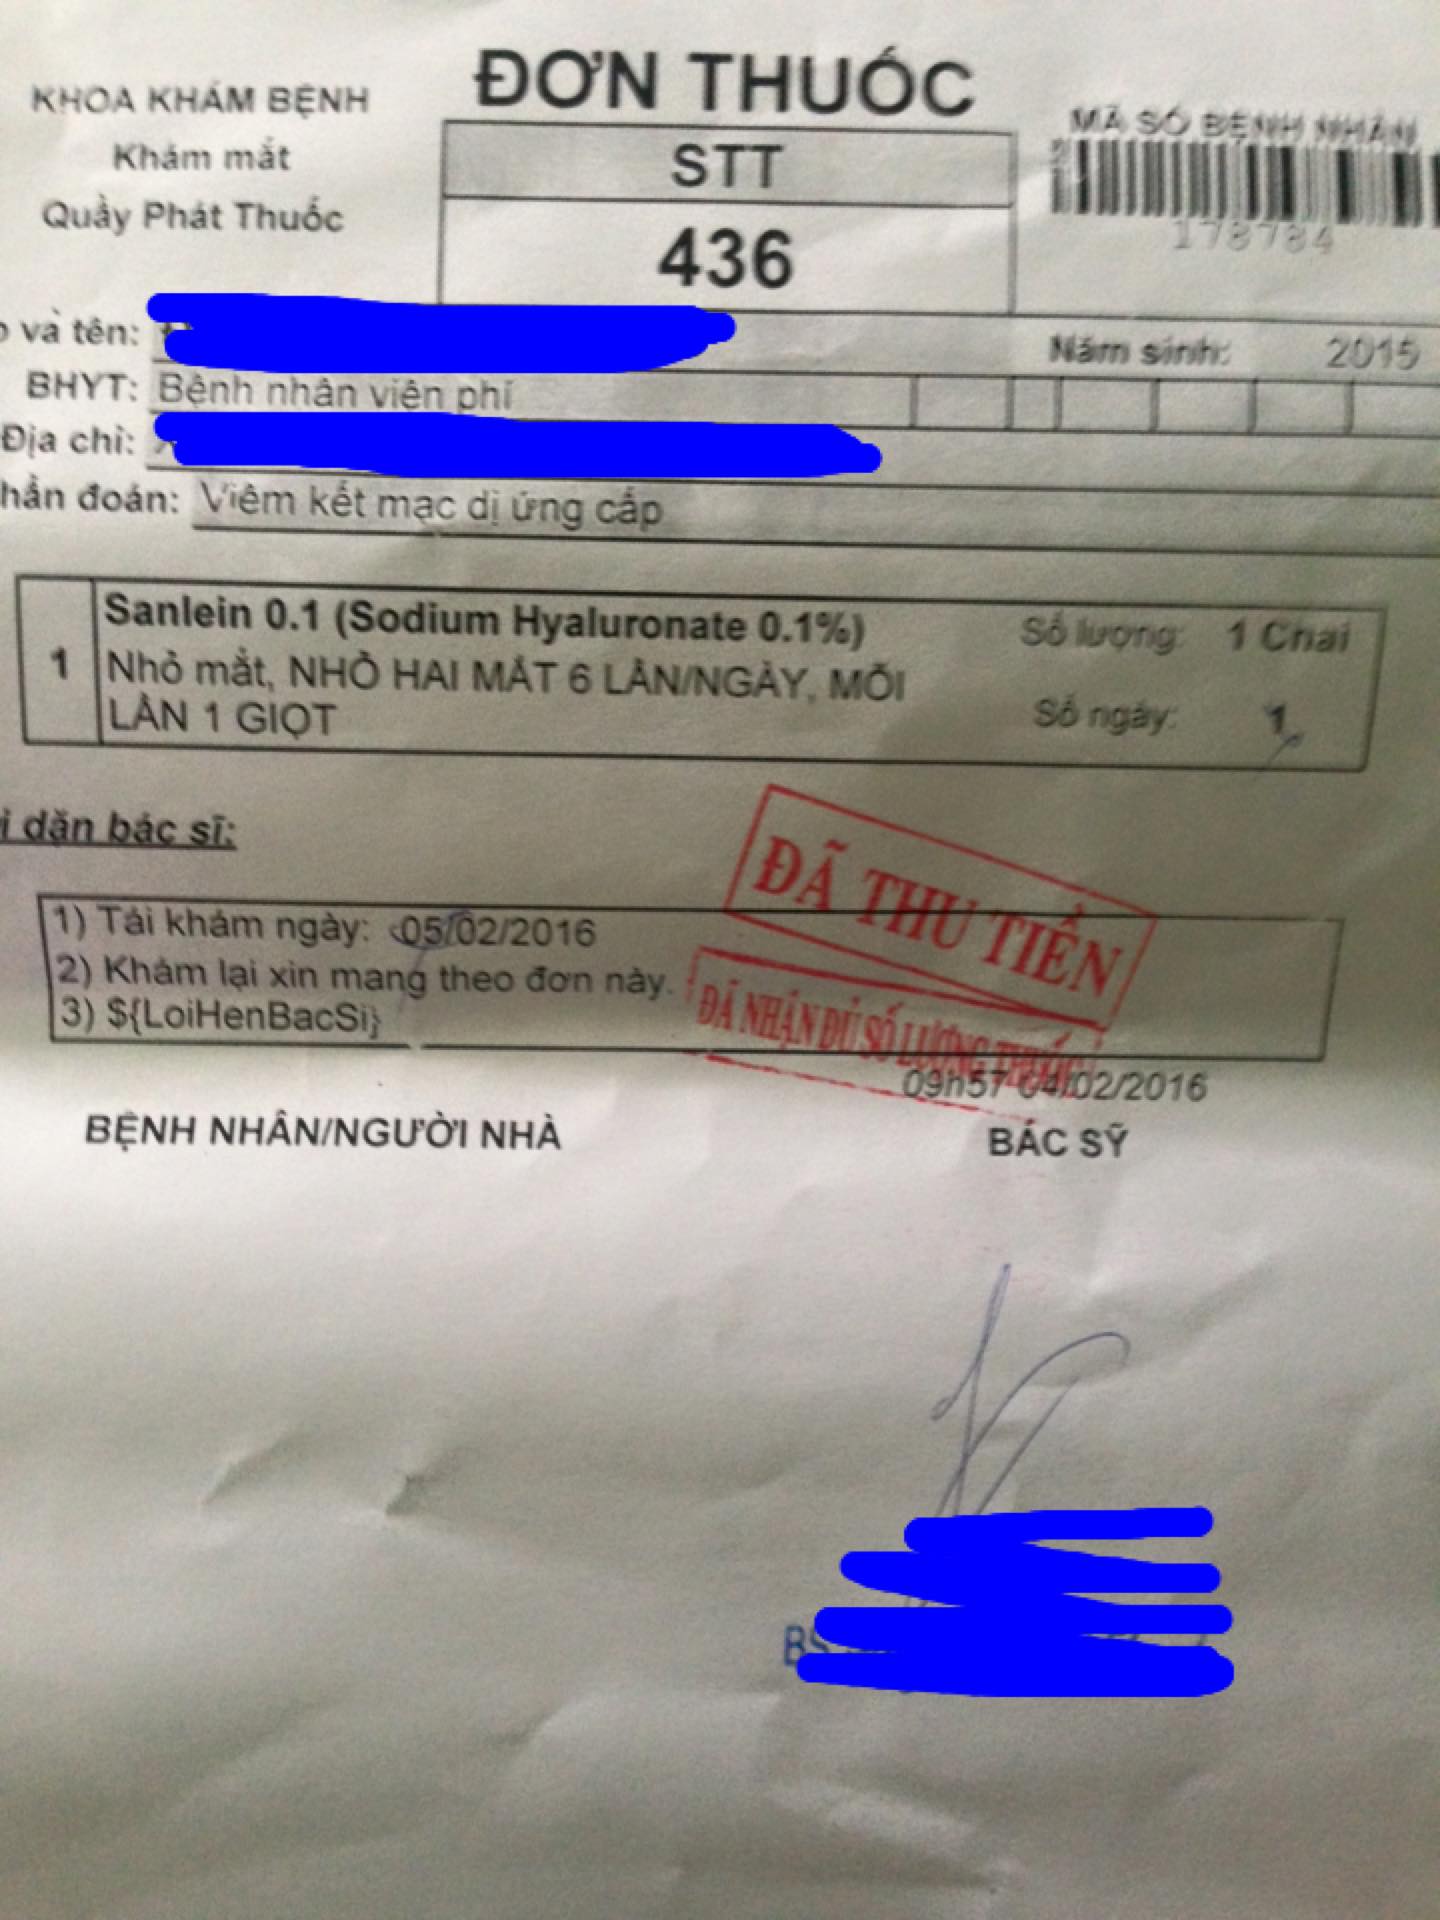 ĐƠN THUỐC
KHOA KHÁM BỆNH
Khám mắt
Quầy Phát Thuốc
STT
436
MÃ SỐ BỆNH NHÂN
178784
và tên:
Năm sinh: 2015
BHYT: Bệnh nhân viện phí
Địa chỉ:
hẩn đoán: Viêm kết mạc dị ứng cấp
1
Sanlein 0.1 (Sodium Hyaluronate 0.1%)
Số lượng: 1 Chai
Nhỏ mắt, NHỎ HAI MẮT 6 LẦN/NGÀY, MỖI
LẦN 1 GIỌT
Số ngày: 1
i dặn bác sĩ:
1) Tái khám ngày: 05/02/2016
2) Khám lại xin mang theo đơn này.
3) ${LoiHenBacSi}
ĐÃ THU TIỀN
ĐÃ NHẬN ĐỦ SỐ LƯỢNG THUỐC
09h57 04/02/2016
BỆNH NHÂN/NGƯỜI NHÀ
BÁC SỸ
BS